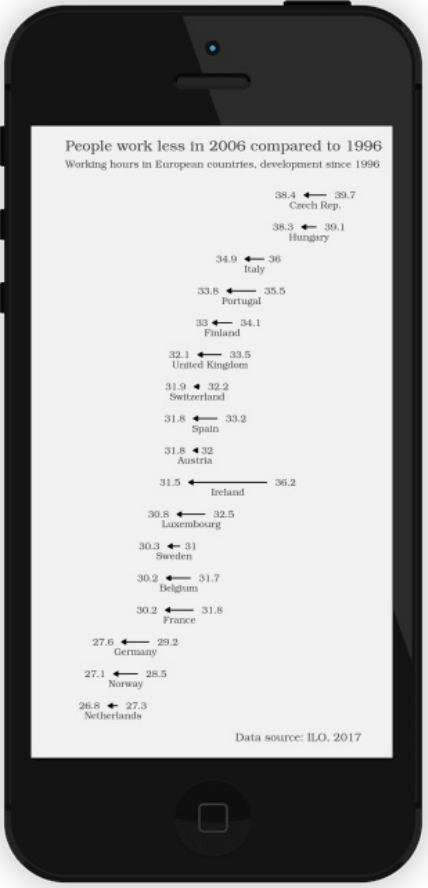 People work less in 2006 compared to 1996
Working hours in European countries, development since 1996
38.4 39.7
Czech Rep.
38.3 39.1
Hungary
34.9 36
Italy
33.8 35.5
Portugal
33 34.1
Finland
32.1 33.5
United Kingdom
31.9 32.2
Switzerland
31.8 33.2
Spain
31.8 32
Austria
31.5 36.2
Ireland
30.8 32.5
Luxembourg
30.3 31
Sweden
30.2 31.7
Belgium
30.2 31.8
France
27.6 29.2
Germany
27.1 28.5
Norway
26.8 27.3
Netherlands
Data source: ILO, 2017